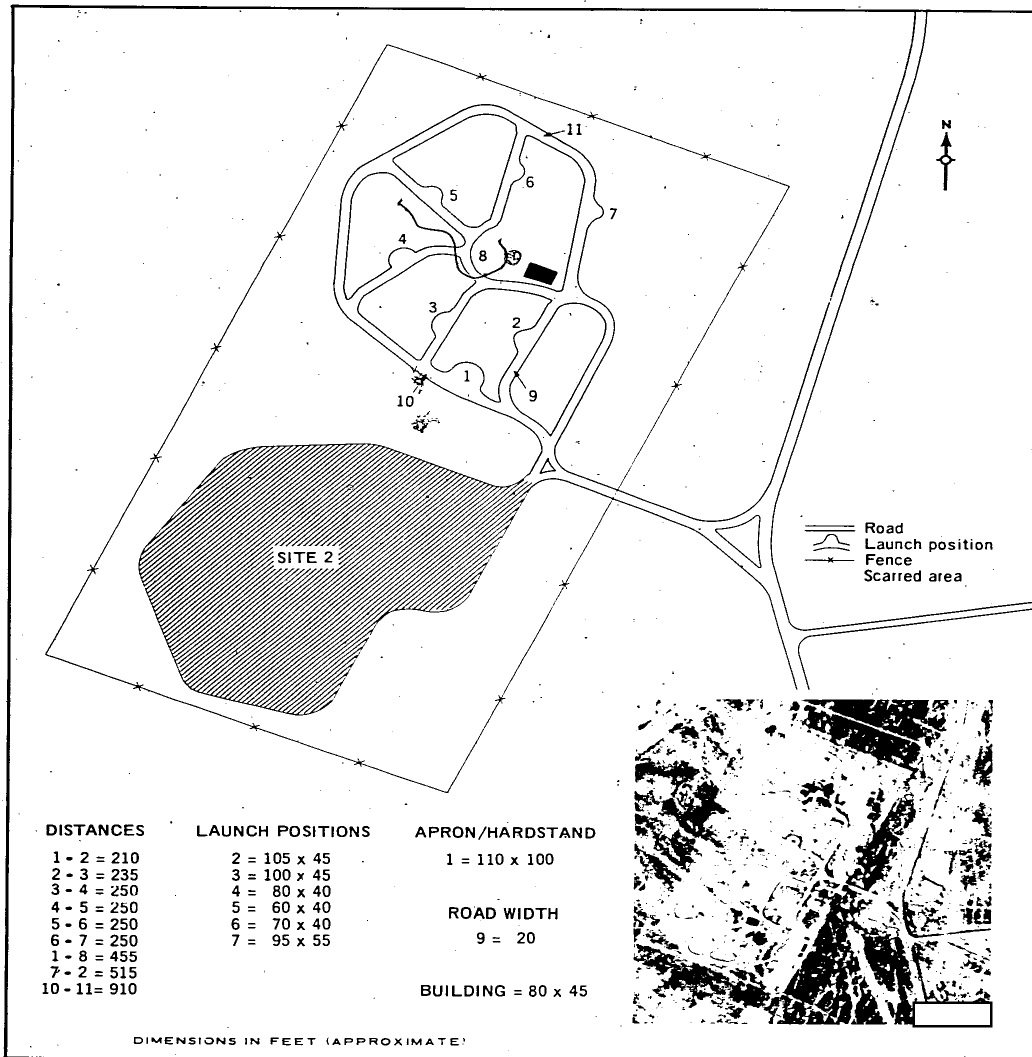 N
11
6
5
7
4
8
3
2
1
9
10
SITE 2
Road
Launch position
Fence
Scarred area
DISTANCES
1 - 2 = 210
2 - 3 = 235
3 - 4 = 250
4 - 5 = 250
5 - 6 = 250
6 - 7 = 250
1 - 8 = 455
7 - 2 = 515
10 - 11 = 910
LAUNCH POSITIONS
2 = 105 x 45
3 = 100 x 45
4 = 80 x 40
5 = 60 x 40
6 = 70 x 40
7 = 95 x 55
APRON/HARDSTAND
1 = 110 x 100
ROAD WIDTH
9 = 20
BUILDING = 80 x 45
DIMENSIONS IN FEET (APPROXIMATE)